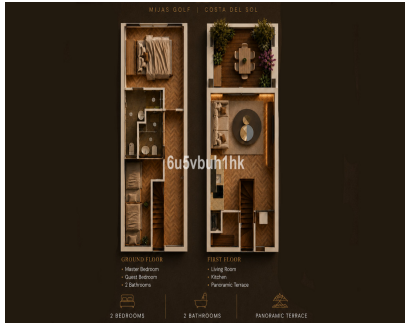 MIJAS GOLF | COSTA DEL SOL
6u5vbuh1hk
GROUND FLOOR
• Master Bedroom
• Guest Bedroom
• 2 Bathrooms
FIRST FLOOR
• Living Room
• Kitchen
• Panoramic Terrace
2 BEDROOMS
2 BATHROOMS
PANORAMIC TERRACE